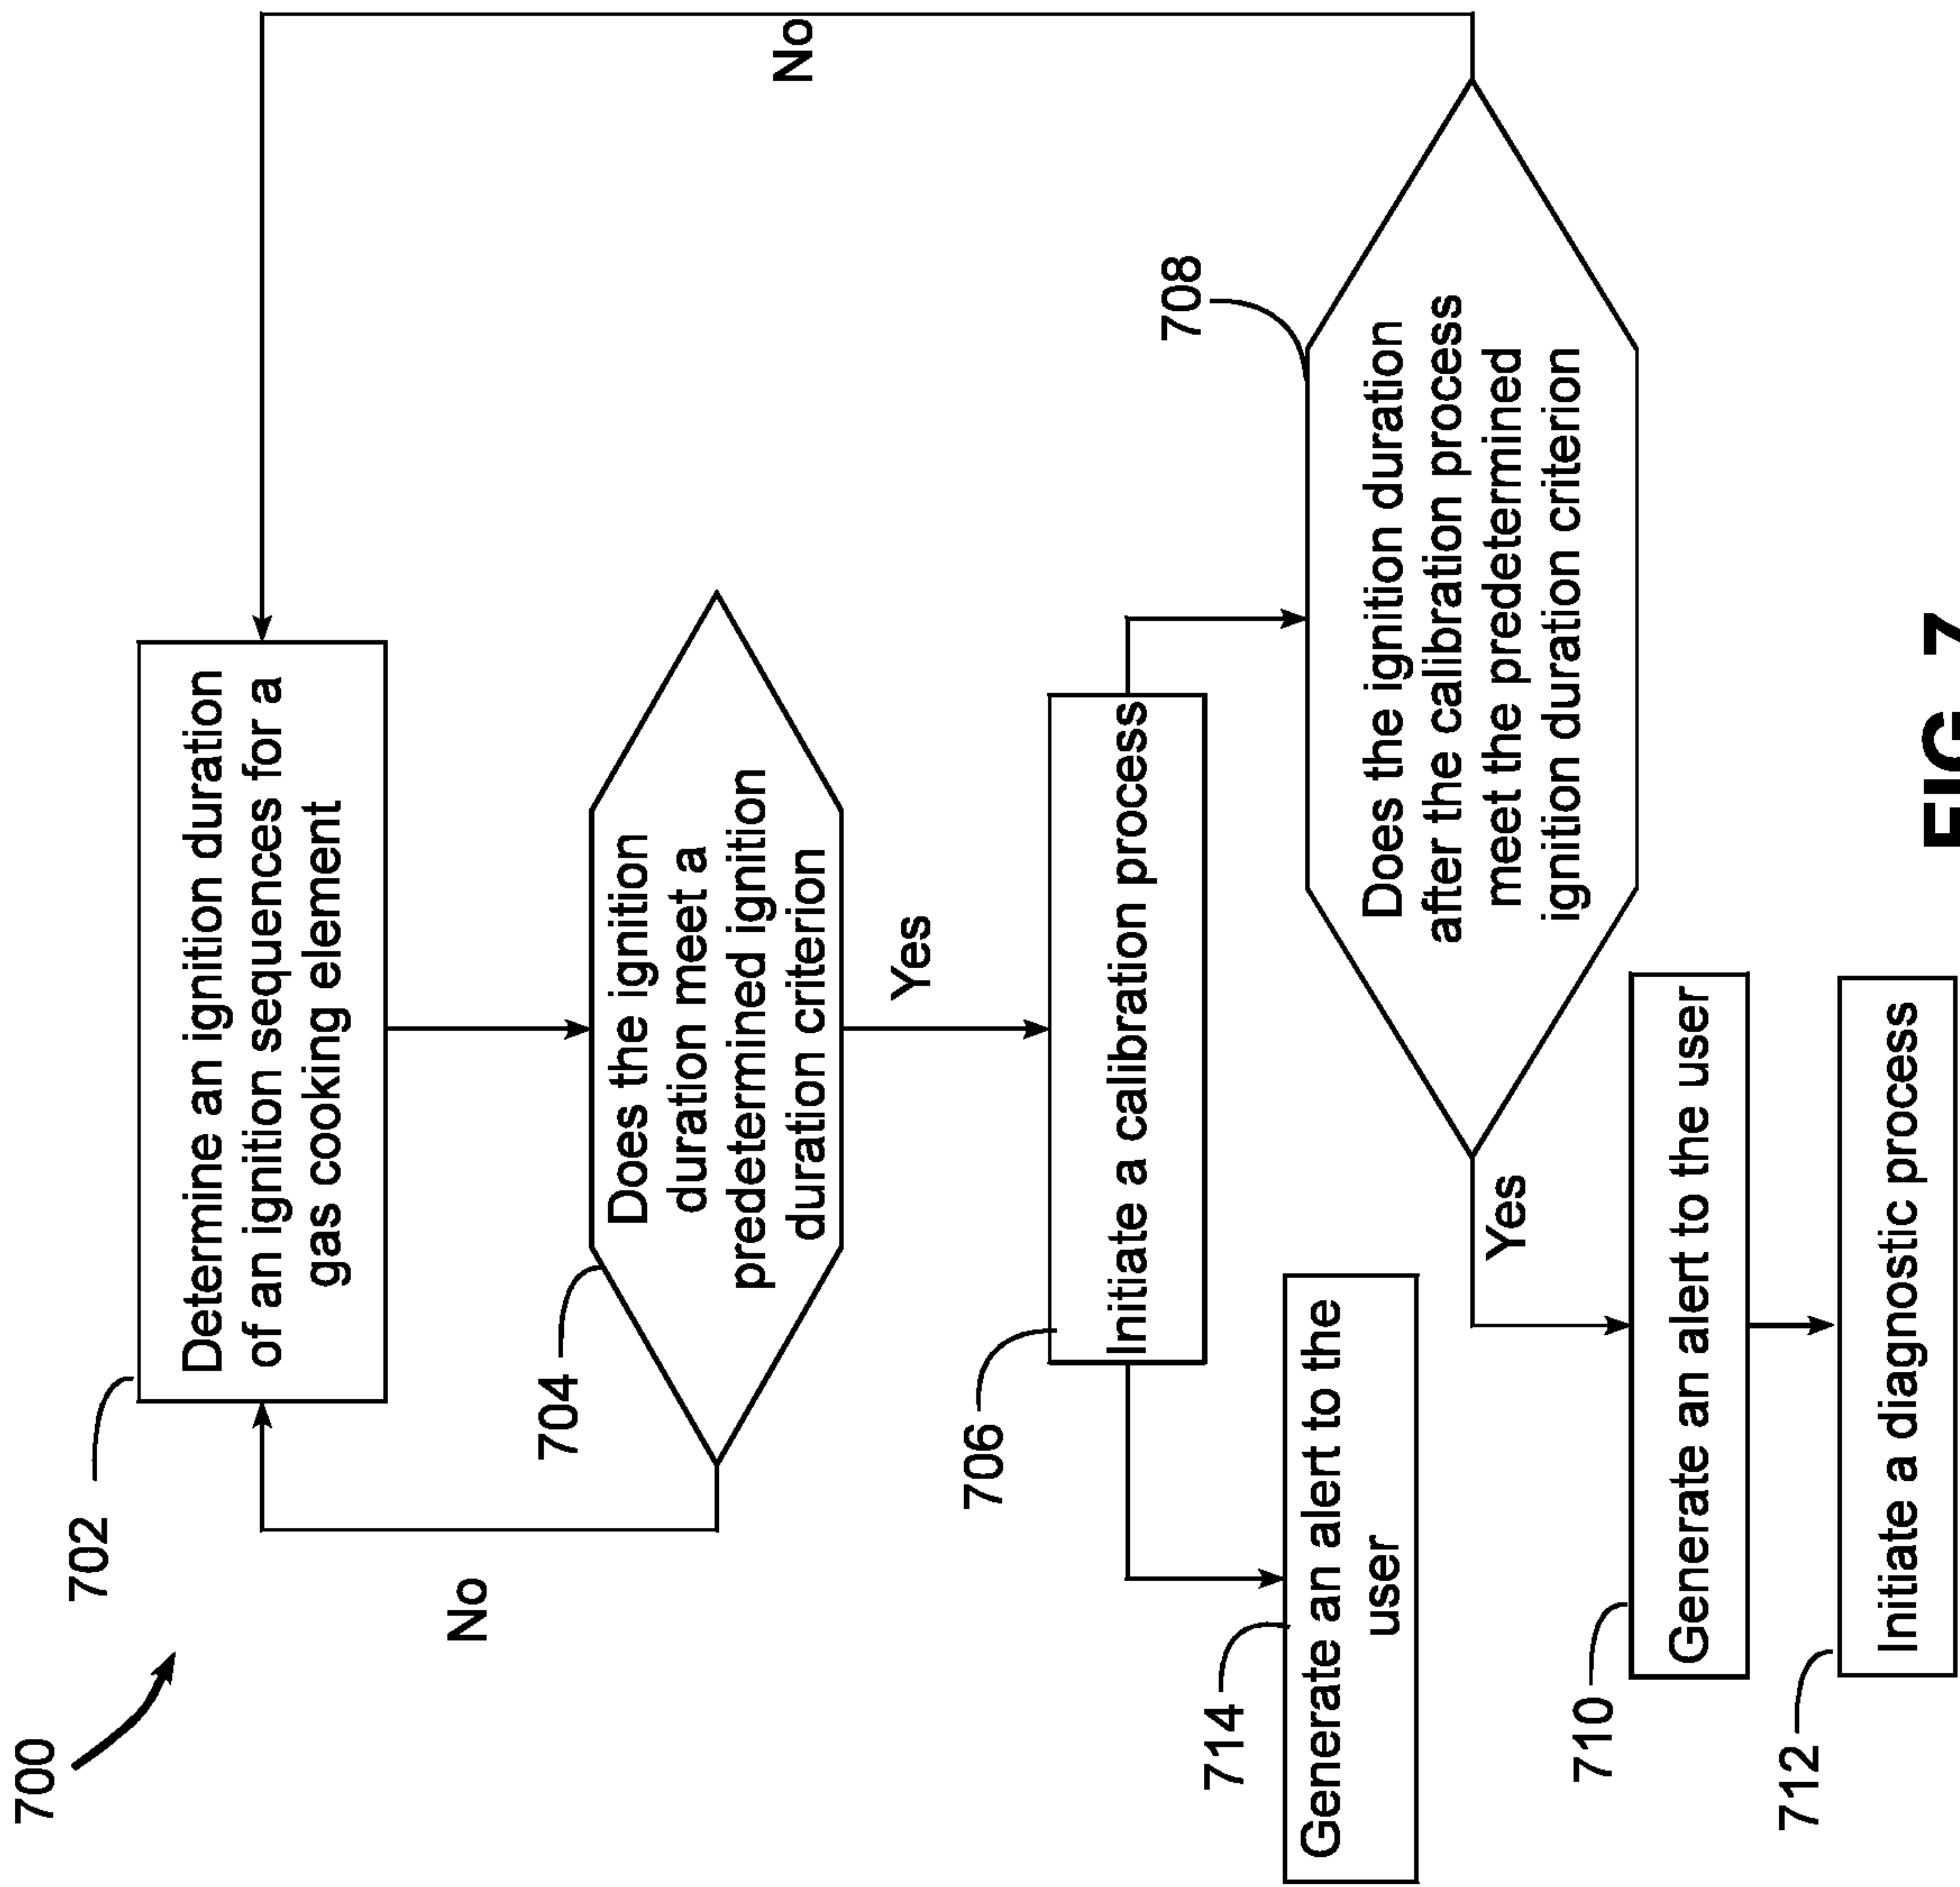 700
702
Determine an ignition duration
of an ignition sequences for a
gas cooking element
No
No
704
Does the ignition
duration meet a
predetermined ignition
duration criterion
Yes
706
Initiate a calibration process
714
Generate an alert to the
user
708
Does the ignition duration
after the calibration process
meet the predetermined
ignition duration criterion
Yes
710
Generate an alert to the user
712
Initiate a diagnostic process
FIG. 7